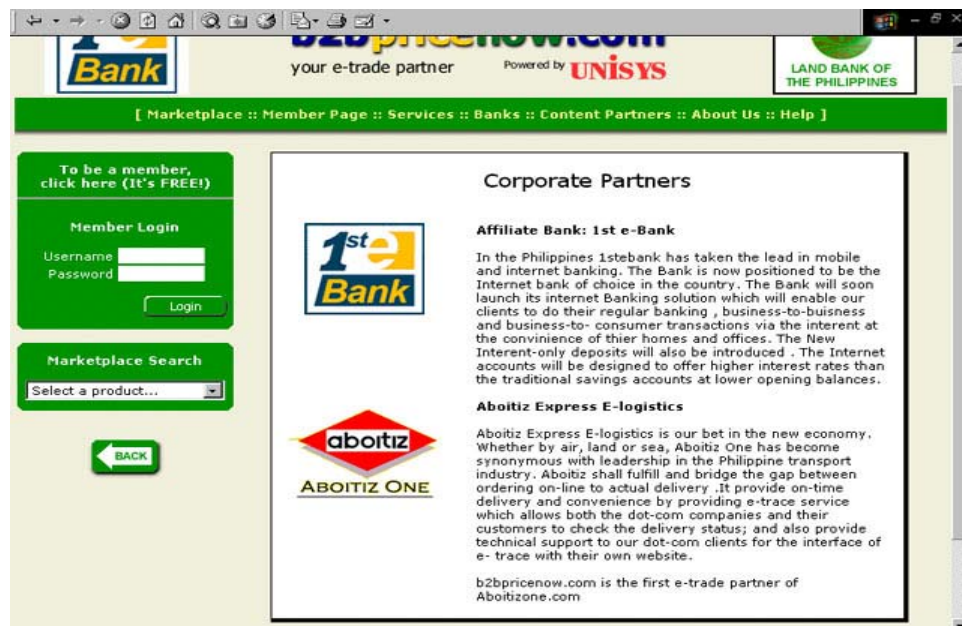 1st e
Bank
b2bpricenow.com
your e-trade partner
Powered by UNISYS
LAND BANK OF
THE PHILIPPINES
[ Marketplace :: Member Page :: Services :: Banks :: Content Partners :: About Us :: Help ]
To be a member,
click here (It's FREE!)
Member Login
Username
Password
Login
Marketplace Search
Select a product...
BACK
Corporate Partners
1st e
Bank
Affiliate Bank: 1st e-Bank
In the Philippines 1stebank has taken the lead in mobile
and internet banking. The Bank is now positioned to be the
Internet bank of choice in the country. The Bank will soon
launch its internet Banking solution which will enable our
clients to do their regular banking , business-to-buisness
and business-to- consumer transactions via the interent at
the convinience of thier homes and offices. The New
Interent-only deposits will also be introduced . The Internet
accounts will be designed to offer higher interest rates than
the traditional savings accounts at lower opening balances.
aboitiz
ABOITIZ ONE
Aboitiz Express E-logistics
Aboitiz Express E-logistics is our bet in the new economy.
Whether by air, land or sea, Aboitiz One has become
synonymous with leadership in the Philippine transport
industry. Aboitiz shall fulfill and bridge the gap between
ordering on-line to actual delivery .It provide on-time
delivery and convenience by providing e-trace service
which allows both the dot-com companies and their
customers to check the delivery status; and also provide
technical support to our dot-com clients for the interface of
e- trace with their own website.
b2bpricenow.com is the first e-trade partner of
Aboitizone.com